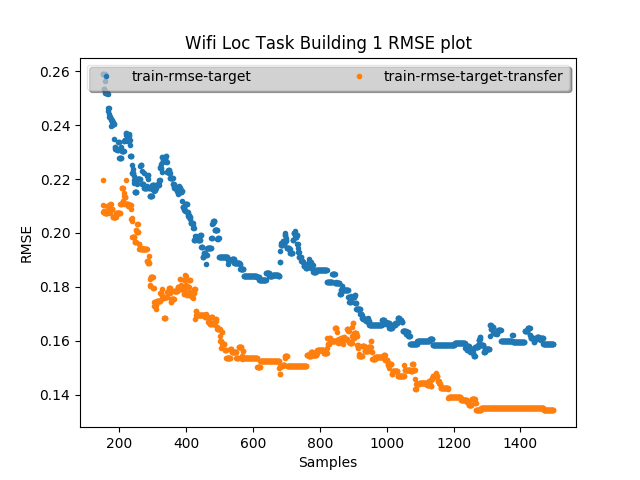 Wifi Loc Task Building 1 RMSE plot
train-rmse-target train-rmse-target-transfer
0.26
0.24
0.22
0.20
0.18
0.16
0.14
RMSE
200 400 600 800 1000 1200 1400
Samples